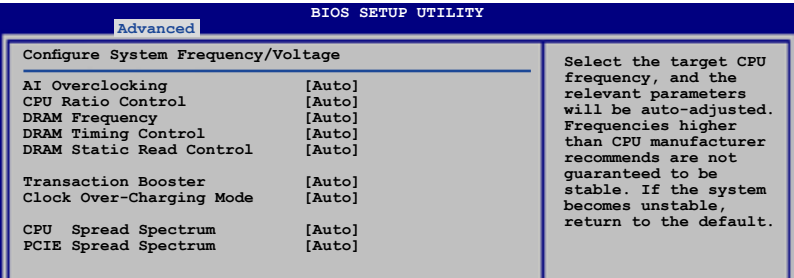 BIOS SETUP UTILITY
Advanced
Configure System Frequency/Voltage
AI Overclocking [Auto]
CPU Ratio Control [Auto]
DRAM Frequency [Auto]
DRAM Timing Control [Auto]
DRAM Static Read Control [Auto]
Transaction Booster [Auto]
Clock Over-Charging Mode [Auto]
CPU Spread Spectrum [Auto]
PCIE Spread Spectrum [Auto]
Select the target CPU
frequency, and the
relevant parameters
will be auto-adjusted.
Frequencies higher
than CPU manufacturer
recommends are not
guaranteed to be
stable. If the system
becomes unstable,
return to the default.